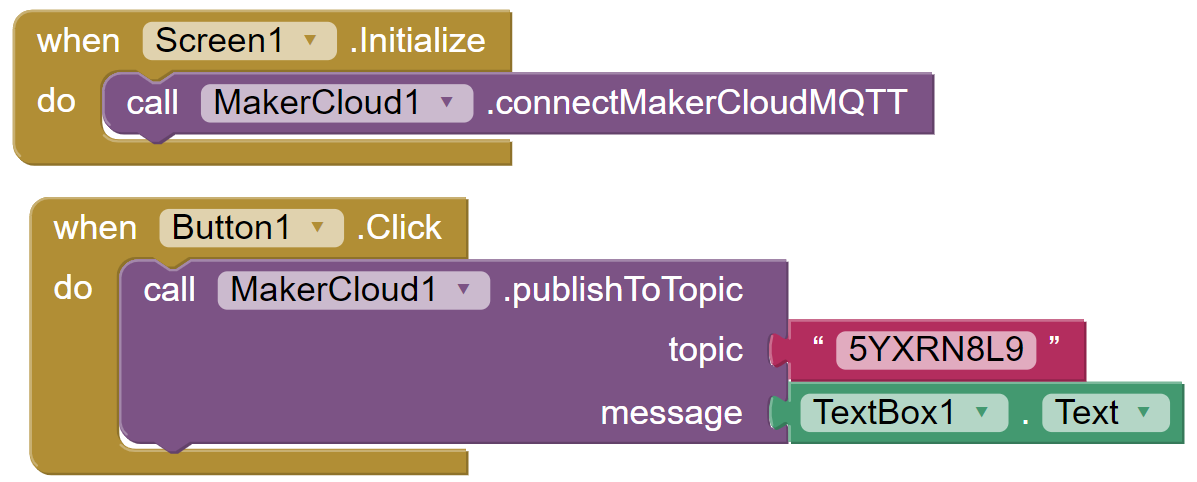 when Screen1 .Initialize
do call MakerCloud1 .connectMakerCloudMQTT
when Button1 .Click
do call MakerCloud1 .publishToTopic
topic “ 5YXRN8L9 ”
message TextBox1 . Text